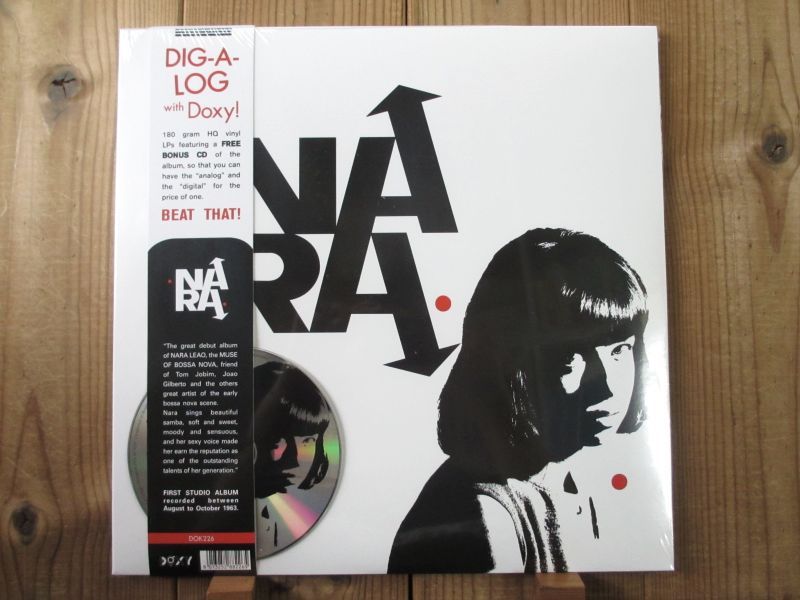 DIG-A-
LOG
with Doxy!
180 gram HQ vinyl
LPs featuring a FREE
BONUS CD of the
album, so that you can
have the "analog" and
the "digital" for the
price of one.
BEAT THAT!
NA
RA
"The great debut album
of NARA LEAO, the MUSE
OF BOSSA NOVA, friend
of Tom Jobim, Joao
Gilberto and the others
great artist of the early
bossa nova scene.
Nara sings beautiful
samba, soft and sweet,
moody and sensuous,
and her sexy voice made
her earn the reputation as
one of the outstanding
talents of her generation."
FIRST STUDIO ALBUM
recorded between
August to October 1963.
DOK226
DOXY
NA
RA